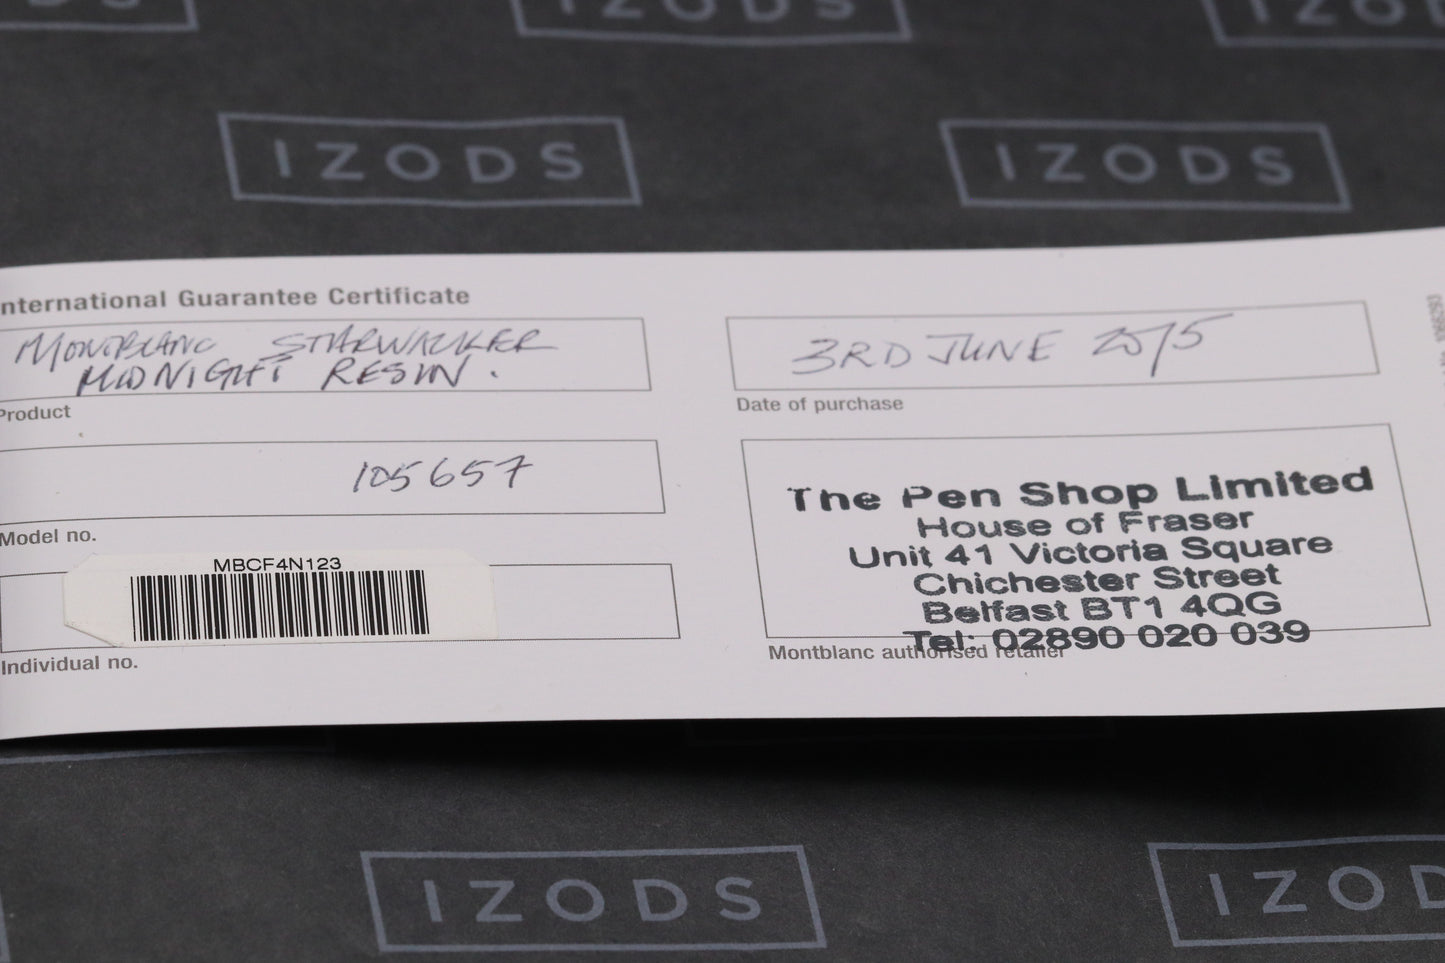 IZODS
IZODS
IZODS
IZODS
nternational Guarantee Certificate
MONTBLANC STARWALKER
MIDNIGHT RESIN.
Product
105657
Model no.
MBCF4N123
Individual no.
3RD JUNE 2015
Date of purchase
The Pen Shop Limited
House of Fraser
Unit 41 Victoria Square
Chichester Street
Belfast BT1 4QG
Tel: 02890 020 039
Montblanc authorised retailer
IZODS
IZOD